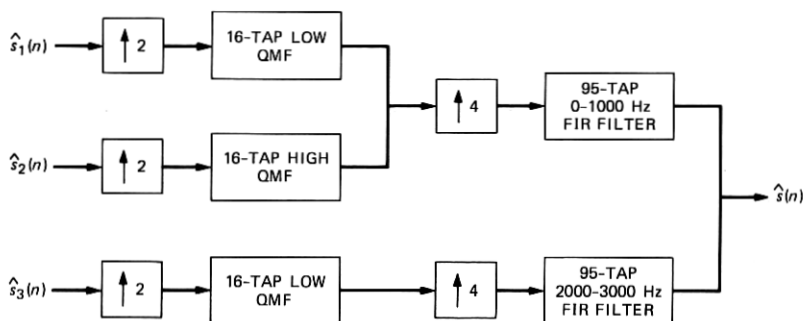 ŝ₁(n)
↑ 2
16-TAP LOW
QMF
ŝ₂(n)
↑ 2
16-TAP HIGH
QMF
↑ 4
95-TAP
0-1000 Hz
FIR FILTER
ŝ(n)
ŝ₃(n)
↑ 2
16-TAP LOW
QMF
↑ 4
95-TAP
2000-3000 Hz
FIR FILTER